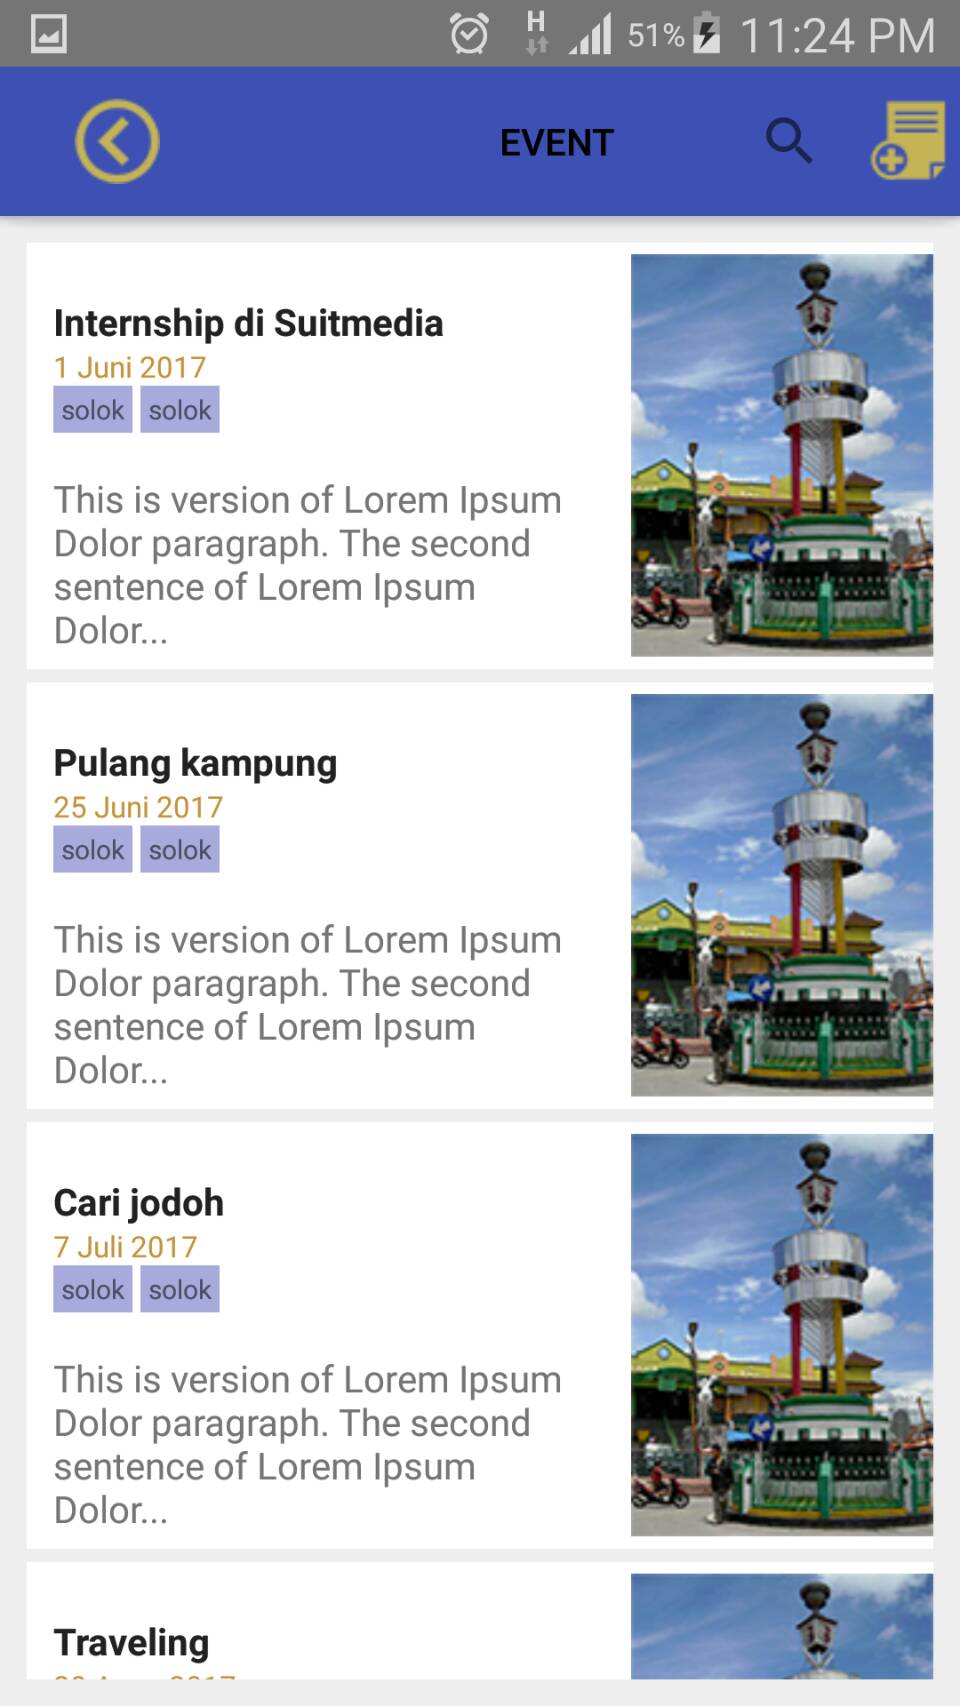 H
51%
11:24 PM
EVENT
Internship di Suitmedia
1 Juni 2017
solok solok
This is version of Lorem Ipsum
Dolor paragraph. The second
sentence of Lorem Ipsum
Dolor...
Pulang kampung
25 Juni 2017
solok solok
This is version of Lorem Ipsum
Dolor paragraph. The second
sentence of Lorem Ipsum
Dolor...
Cari jodoh
7 Juli 2017
solok solok
This is version of Lorem Ipsum
Dolor paragraph. The second
sentence of Lorem Ipsum
Dolor...
Traveling